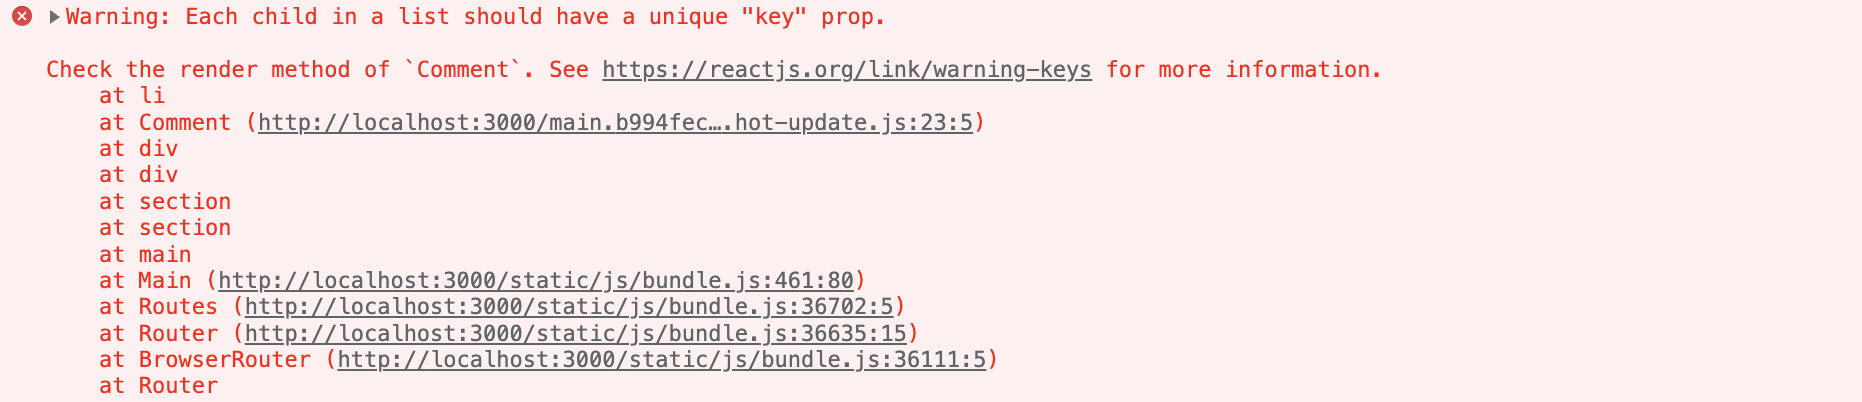 Warning: Each child in a list should have a unique "key" prop.
Check the render method of `Comment`. See https://reactjs.org/link/warning-keys for more information.
at li
at Comment (http://localhost:3000/main.b994fec….hot-update.js:23:5)
at div
at div
at section
at section
at main
at Main (http://localhost:3000/static/js/bundle.js:461:80)
at Routes (http://localhost:3000/static/js/bundle.js:36702:5)
at Router (http://localhost:3000/static/js/bundle.js:36635:15)
at BrowserRouter (http://localhost:3000/static/js/bundle.js:36111:5)
at Router